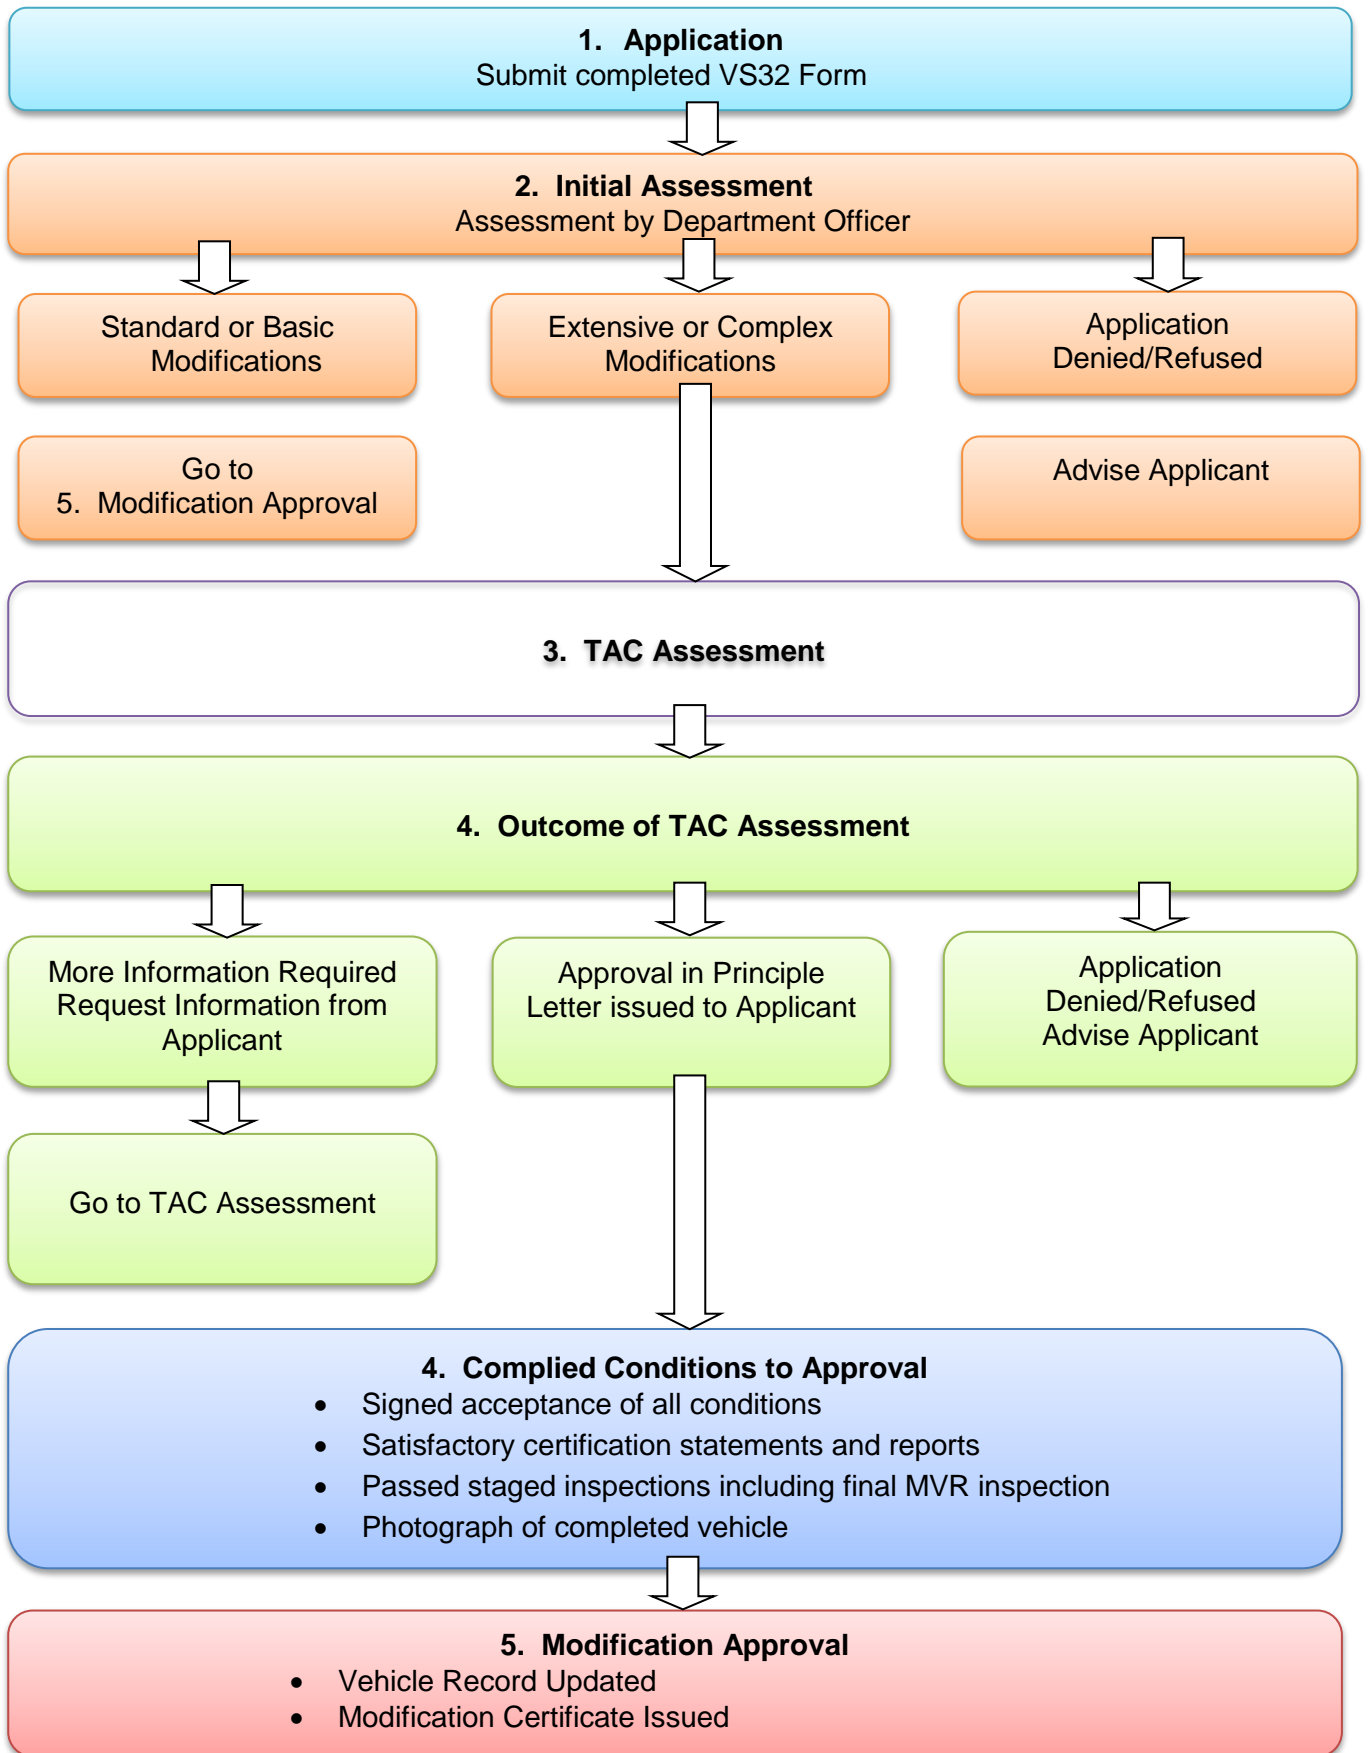 1. Application
Submit completed VS32 Form
2. Initial Assessment
Assessment by Department Officer
Standard or Basic
Modifications
Extensive or Complex
Modifications
Application
Denied/Refused
Go to
5. Modification Approval
Advise Applicant
3. TAC Assessment
4. Outcome of TAC Assessment
More Information Required
Request Information from
Applicant
Approval in Principle
Letter issued to Applicant
Application
Denied/Refused
Advise Applicant
Go to TAC Assessment
4. Complied Conditions to Approval
• Signed acceptance of all conditions
• Satisfactory certification statements and reports
• Passed staged inspections including final MVR inspection
• Photograph of completed vehicle
5. Modification Approval
• Vehicle Record Updated
• Modification Certificate Issued